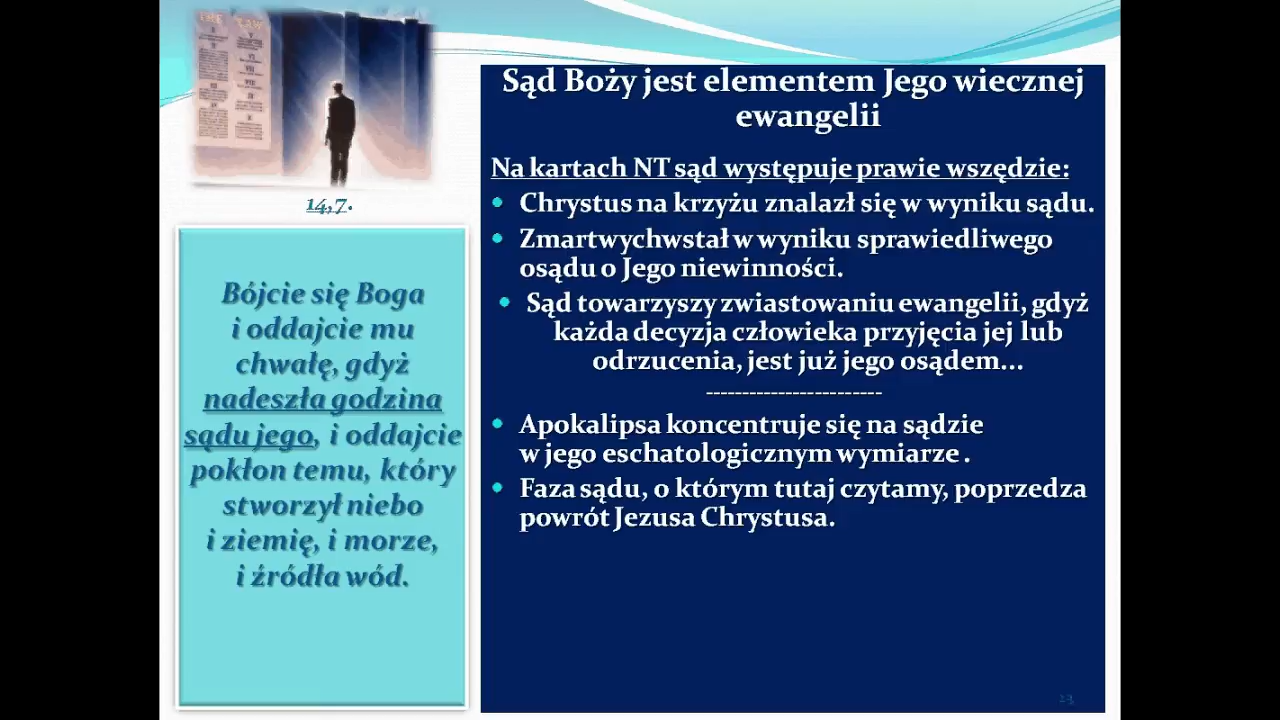 THE LAW
14,7.
Bójcie się Boga
i oddajcie mu
chwałę, gdyż
nadeszła godzina
sądu jego, i oddajcie
pokłon temu, który
stworzył niebo
i ziemię, i morze,
i źródła wód.
Sąd Boży jest elementem Jego wiecznej
ewangelii
Na kartach NT sąd występuje prawie wszędzie:
• Chrystus na krzyżu znalazł się w wyniku sądu.
• Zmartwychwstał w wyniku sprawiedliwego
osądu o Jego niewinności.
• Sąd towarzyszy zwiastowaniu ewangelii, gdyż
każda decyzja człowieka przyjęcia jej lub
odrzucenia, jest już jego osądem...
------------------------
• Apokalipsa koncentruje się na sądzie
w jego eschatologicznym wymiarze .
• Faza sądu, o którym tutaj czytamy, poprzedza
powrót Jezusa Chrystusa.
23